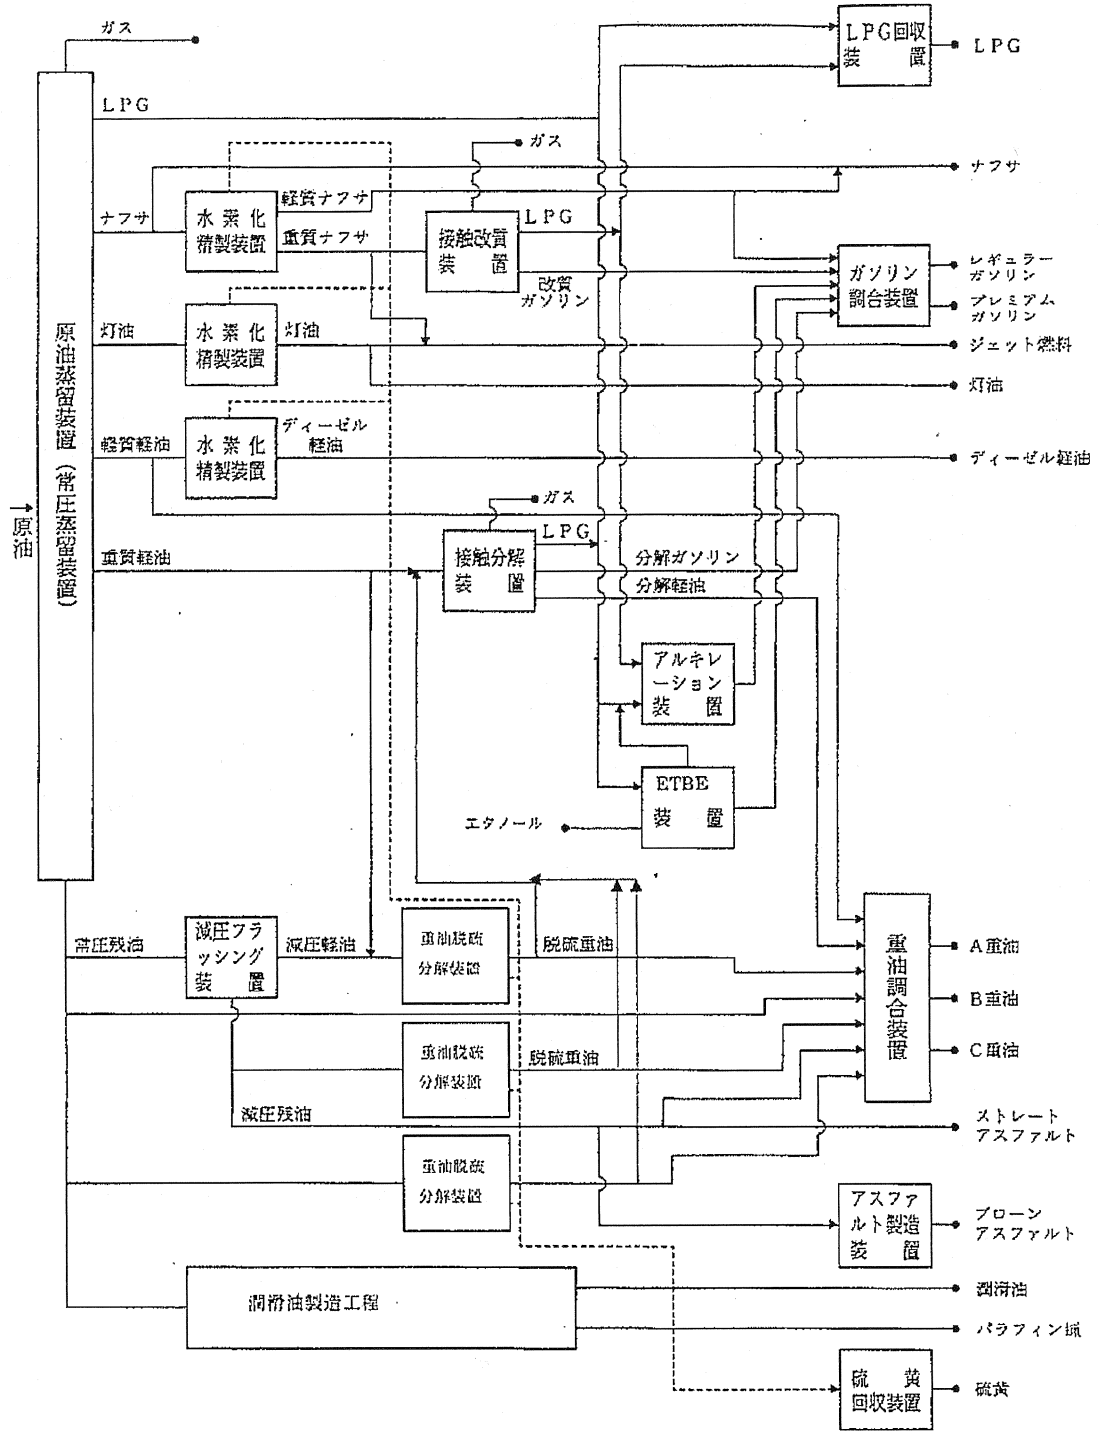 ガス
LPG回収
装置
LPG
LPG
ガス
ナフサ
軽質ナフサ
LPG
ナフサ
水素化
精製装置
重質ナフサ
接触改質
装置
改質
ガソリン
ガソリン
調合装置
レギュラー
ガソリン
プレミアム
ガソリン
灯油
水素化
精製装置
灯油
ジェット燃料
灯油
原油蒸留装置(常圧蒸留装置)
軽質軽油
水素化
精製装置
ディーゼル
軽油
ディーゼル軽油
→
原油
ガス
LPG
重質軽油
接触分解
装置
分解ガソリン
分解軽油
アルキレ
ーション
装置
ETBE
装置
エタノール
常圧残油
減圧フラ
ッシング
装置
減圧軽油
重油脱硫
分解装置
脱硫重油
重油調合装置
A重油
B重油
C重油
重油脱硫
分解装置
脱硫重油
減圧残油
ストレート
アスファルト
重油脱硫
分解装置
アスファ
ルト製造
装置
ブローン
アスファルト
潤滑油製造工程
潤滑油
パラフィン
硫黄
回収装置
硫黄